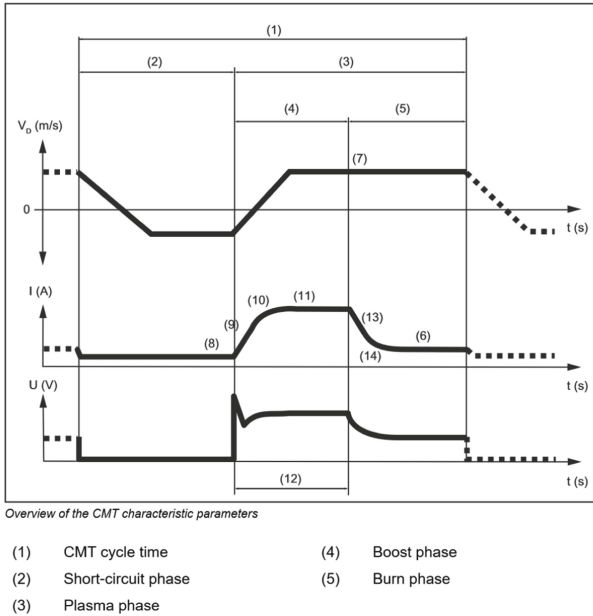 (1)
(2) (3)
(4) (5)
V_D (m/s)
(7)
0
t (s)
I (A)
(10) (11)
(9) (13)
(8) (6)
(14)
t (s)
U (V)
t (s)
(12)
Overview of the CMT characteristic parameters
(1) CMT cycle time (4) Boost phase
(2) Short-circuit phase (5) Burn phase
(3) Plasma phase